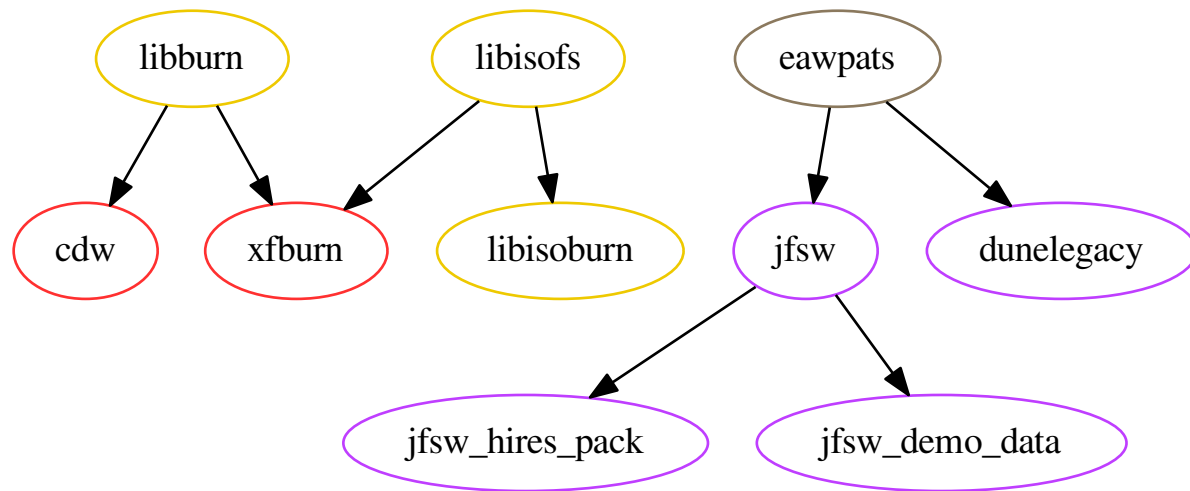 libburn
libisofs
eawpats
cdw
xfburn
libisoburn
jfsw
dunelegacy
jfsw_hires_pack
jfsw_demo_data